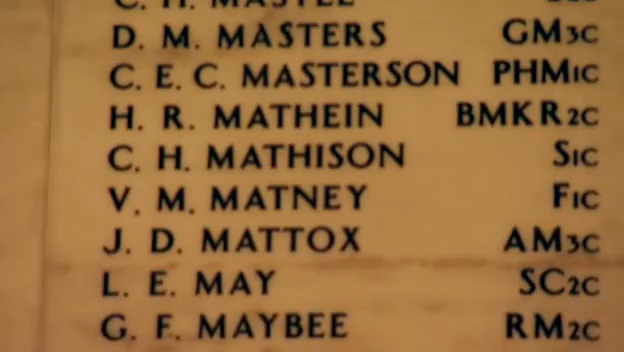 D. M. MASTERS GM3C
C. E. C. MASTERSON PHM1C
H. R. MATHEIN BMKR2C
C. H. MATHISON S1C
V. M. MATNEY F1C
J. D. MATTOX AM3C
L. E. MAY SC2C
G. F. MAYBEE RM2C